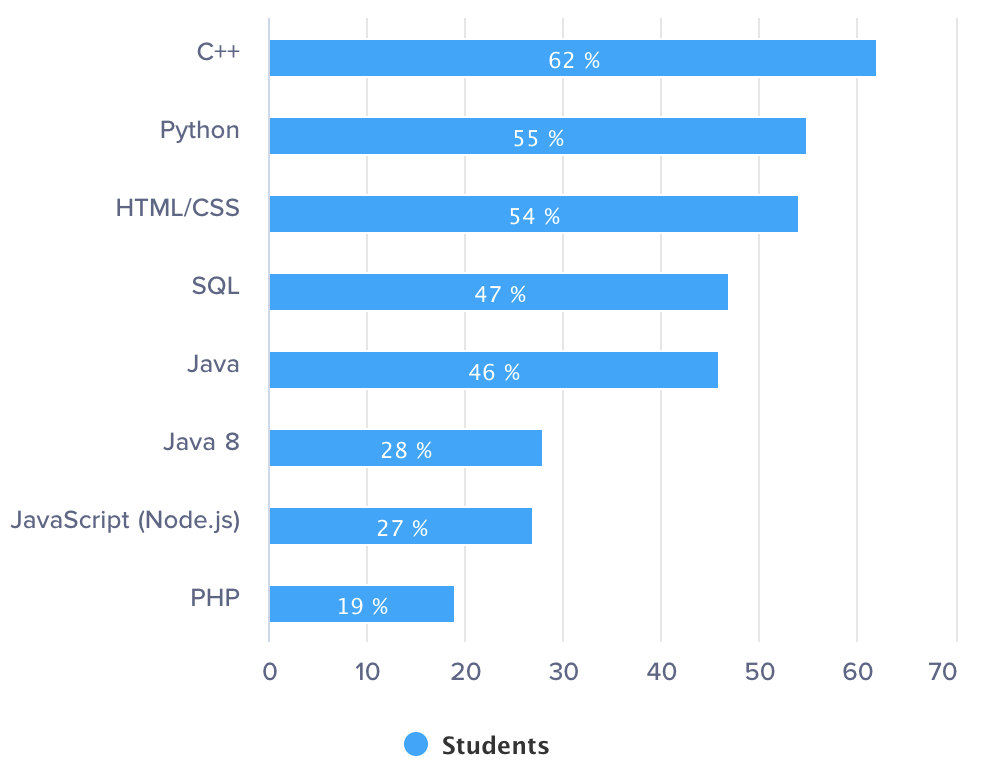 C++
62 %
Python
55 %
HTML/CSS
54 %
SQL
47 %
Java
46 %
Java 8
28 %
JavaScript (Node.js)
27 %
PHP
19 %
0 10 20 30 40 50 60 70
Students